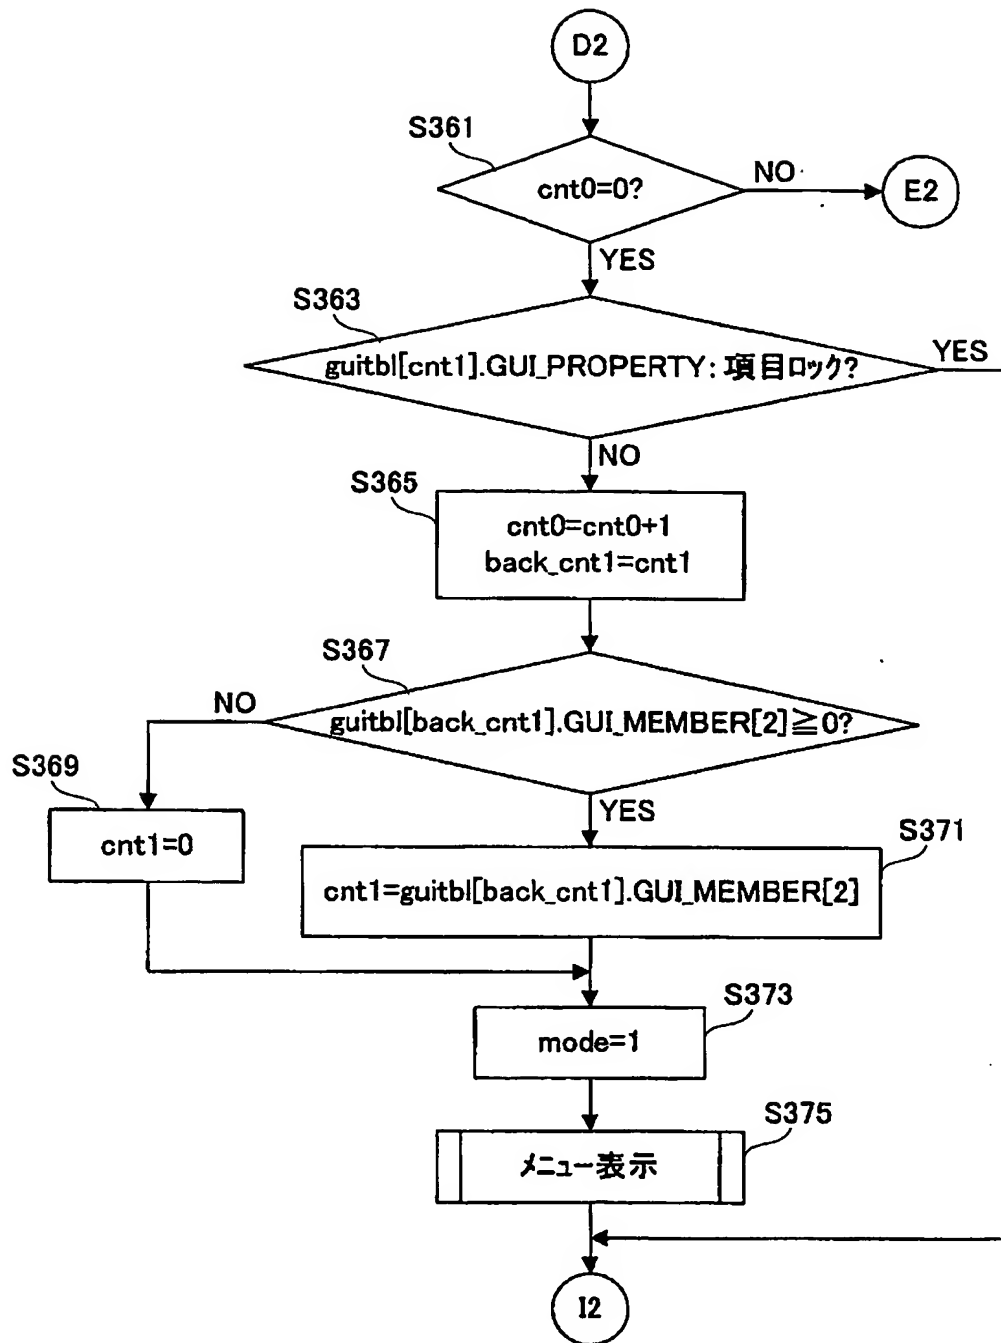 D2
S361
cnt0=0?
NO
E2
YES
S363
guitbl[cnt1].GUI_PROPERTY: 項目ロック?
YES
NO
S365
cnt0=cnt0+1
back_cnt1=cnt1
S367
NO
guitbl[back_cnt1].GUI_MEMBER[2]≧0?
S369
YES
cnt1=0
S371
cnt1=guitbl[back_cnt1].GUI_MEMBER[2]
S373
mode=1
S375
メニュー表示
I2